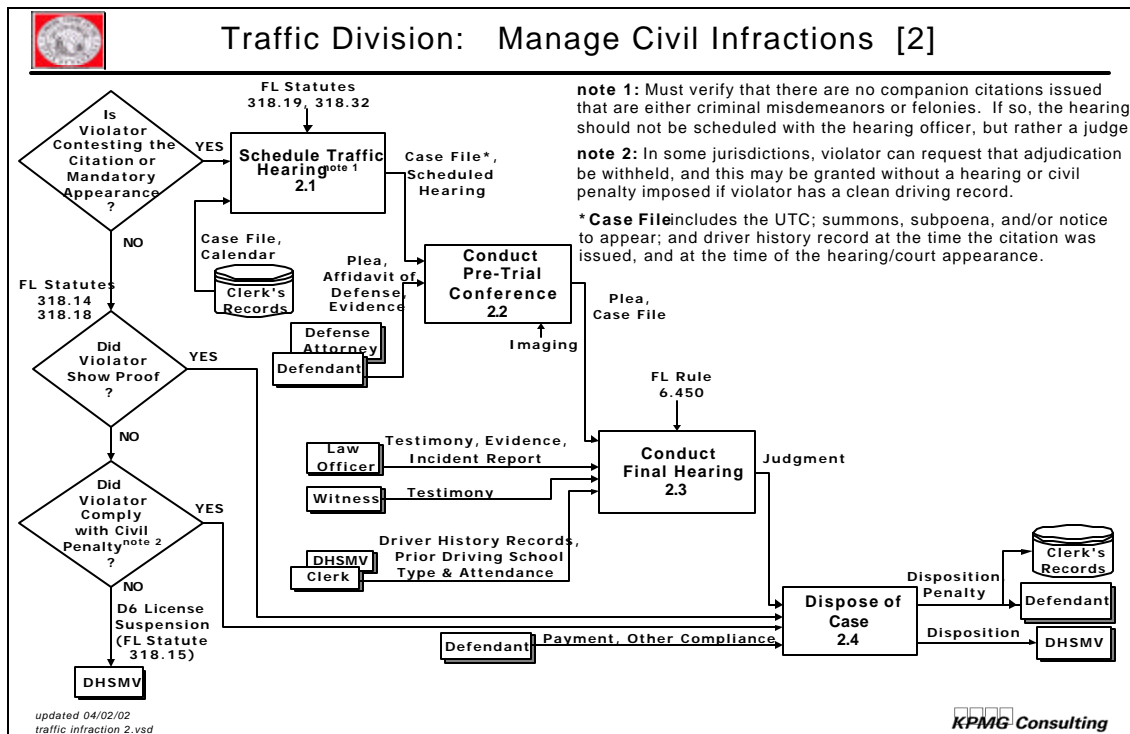 Traffic Division:   Manage Civil Infractions  [2]
FL Statutes
318.19, 318.32
note 1: Must verify that there are no companion citations issued
that are either criminal misdemeanors or felonies.  If so, the hearing
should not be scheduled with the hearing officer, but rather a judge
note 2: In some jurisdictions, violator can request that adjudication
be withheld, and this may be granted without a hearing or civil
penalty imposed if violator has a clean driving record.
*Case File includes the UTC; summons, subpoena, and/or notice
to appear; and driver history record at the time the citation was
issued, and at the time of the hearing/court appearance.
Is
Violator
Contesting the
Citation or
Mandatory
Appearance
?
YES
NO
Schedule Traffic
Hearing note 1
2.1
Case File*,
Scheduled
Hearing
Case File,
Calendar
Clerk's
Records
FL Statutes
318.14
318.18
Plea,
Affidavit of
Defense,
Evidence
Defense
Attorney
Defendant
Conduct
Pre-Trial
Conference
2.2
Imaging
Plea,
Case File
Did
Violator
Show Proof
?
YES
NO
FL Rule
6.450
Law
Officer
Testimony, Evidence,
Incident Report
Witness
Testimony
Conduct
Final Hearing
2.3
Judgment
Did
Violator
Comply
with Civil
Penalty note 2
?
YES
NO
DHSMV
Clerk
Driver History Records,
Prior Driving School
Type & Attendance
D6 License
Suspension
(FL Statute
318.15)
DHSMV
Defendant
Payment, Other Compliance
Dispose of
Case
2.4
Disposition
Penalty
Clerk's
Records
Defendant
Disposition
DHSMV
updated 04/02/02
traffic infraction 2.vsd
KPMG Consulting